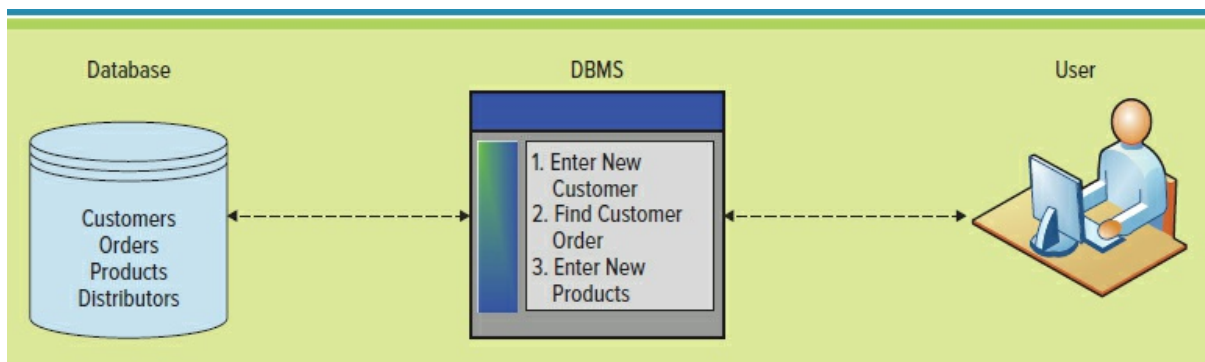 Database
DBMS
User
Customers
Orders
Products
Distributors
1. Enter New
Customer
2. Find Customer
Order
3. Enter New
Products